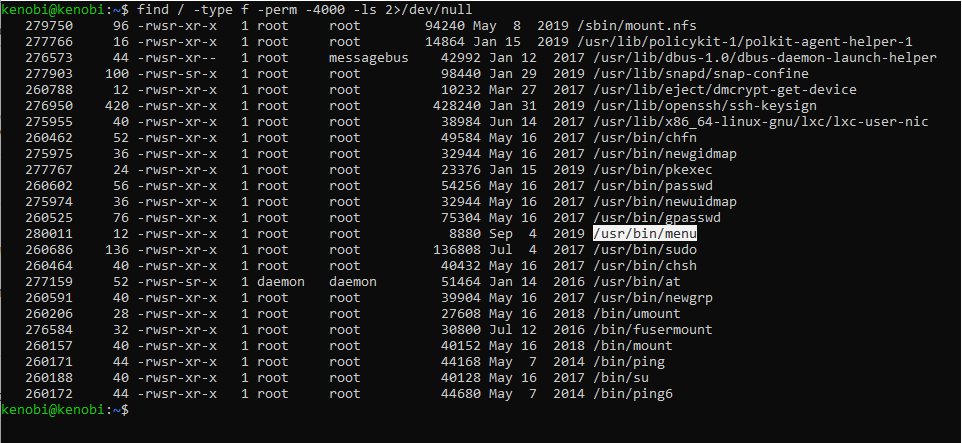 kenobi@kenobi:~$ find / -type f -perm -4000 -ls 2>/dev/null
279750 96 -rwsr-xr-x 1 root root 94240 May 8 2019 /sbin/mount.nfs
277766 16 -rwsr-xr-x 1 root root 14864 Jan 15 2019 /usr/lib/policykit-1/polkit-agent-helper-1
276573 44 -rwsr-xr-- 1 root messagebus 42992 Jan 12 2017 /usr/lib/dbus-1.0/dbus-daemon-launch-helper
277903 100 -rwsr-sr-x 1 root root 98440 Jan 29 2019 /usr/lib/snapd/snap-confine
260788 12 -rwsr-xr-x 1 root root 10232 Mar 27 2017 /usr/lib/eject/dmcrypt-get-device
276950 420 -rwsr-xr-x 1 root root 428240 Jan 31 2019 /usr/lib/openssh/ssh-keysign
275955 40 -rwsr-xr-x 1 root root 38984 Jun 14 2017 /usr/lib/x86_64-linux-gnu/lxc/lxc-user-nic
260462 52 -rwsr-xr-x 1 root root 49584 May 16 2017 /usr/bin/chfn
275975 36 -rwsr-xr-x 1 root root 32944 May 16 2017 /usr/bin/newgidmap
277767 24 -rwsr-xr-x 1 root root 23376 Jan 15 2019 /usr/bin/pkexec
260602 56 -rwsr-xr-x 1 root root 54256 May 16 2017 /usr/bin/passwd
275974 36 -rwsr-xr-x 1 root root 32944 May 16 2017 /usr/bin/newuidmap
260525 76 -rwsr-xr-x 1 root root 75304 May 16 2017 /usr/bin/gpasswd
280011 12 -rwsr-xr-x 1 root root 8880 Sep 4 2019 /usr/bin/menu
260686 136 -rwsr-xr-x 1 root root 136808 Jul 4 2017 /usr/bin/sudo
260464 40 -rwsr-xr-x 1 root root 40432 May 16 2017 /usr/bin/chsh
277159 52 -rwsr-sr-x 1 daemon daemon 51464 Jan 14 2016 /usr/bin/at
260591 40 -rwsr-xr-x 1 root root 39904 May 16 2017 /usr/bin/newgrp
260206 28 -rwsr-xr-x 1 root root 27608 May 16 2018 /bin/umount
276584 32 -rwsr-xr-x 1 root root 30800 Jul 12 2016 /bin/fusermount
260157 40 -rwsr-xr-x 1 root root 40152 May 16 2018 /bin/mount
260171 44 -rwsr-xr-x 1 root root 44168 May 7 2014 /bin/ping
260188 40 -rwsr-xr-x 1 root root 40128 May 16 2017 /bin/su
260172 44 -rwsr-xr-x 1 root root 44680 May 7 2014 /bin/ping6
kenobi@kenobi:~$